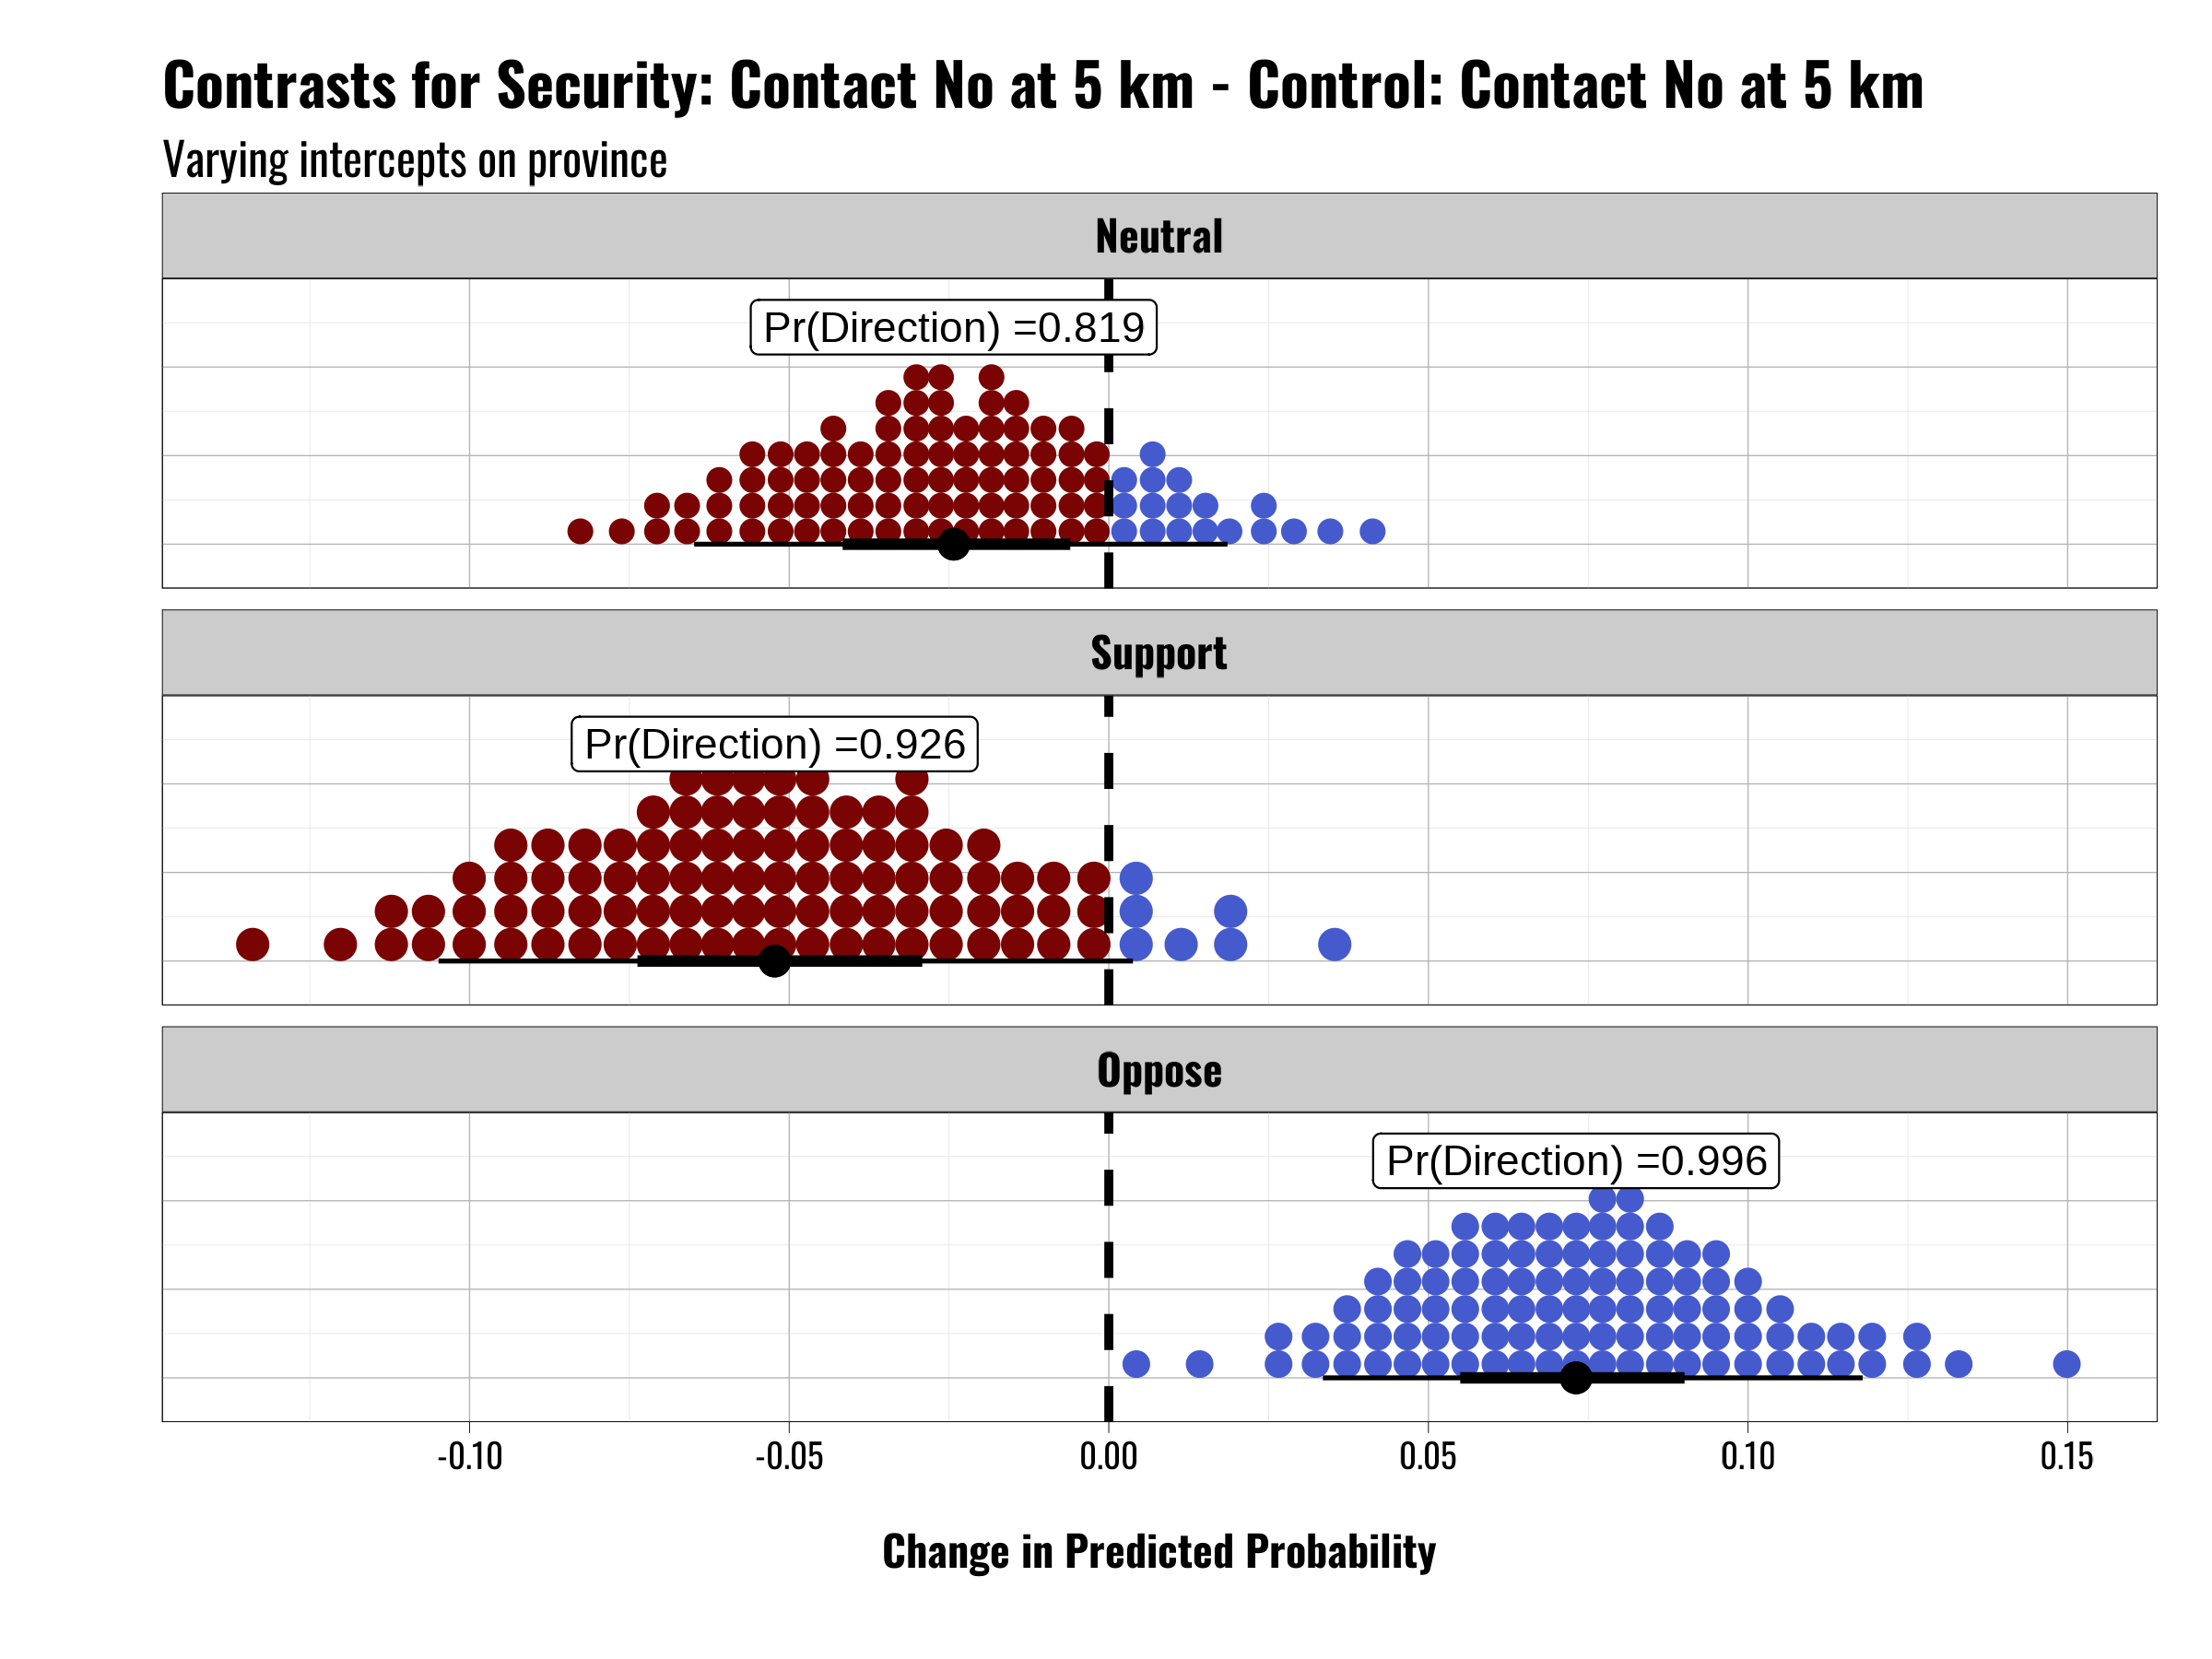 Contrasts for Security: Contact No at 5 km - Control: Contact No at 5 km
Varying intercepts on province
Neutral
Pr(Direction) =0.819
Support
Pr(Direction) =0.926
Oppose
Pr(Direction) =0.996
-0.10 -0.05 0.00 0.05 0.10 0.15
Change in Predicted Probability